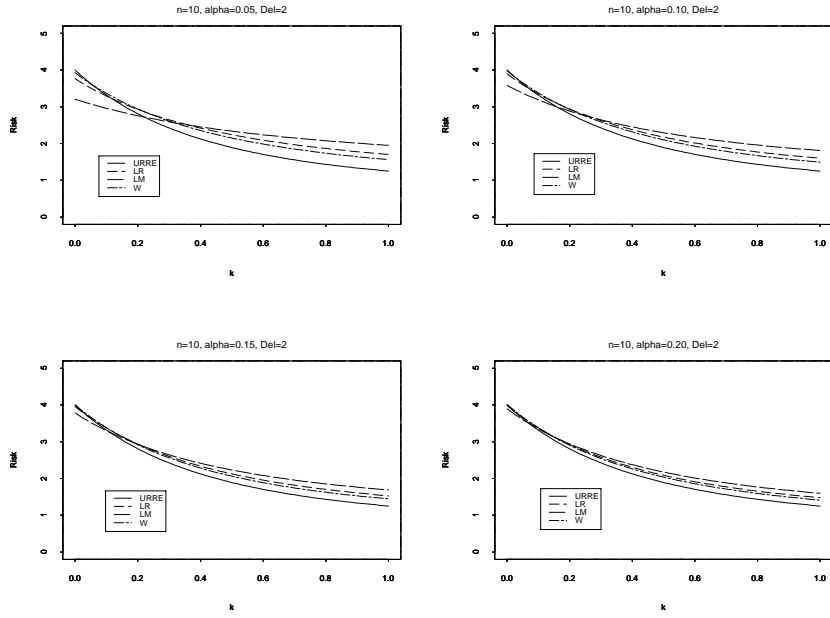 n=10, alpha=0.05, Del=2
Risk
5
4
3
2
1
0
URRE
LR
LM
W
0.0 0.2 0.4 0.6 0.8 1.0
k
n=10, alpha=0.10, Del=2
Risk
5
4
3
2
1
0
URRE
LR
LM
W
0.0 0.2 0.4 0.6 0.8 1.0
k
n=10, alpha=0.15, Del=2
Risk
5
4
3
2
1
0
URRE
LR
LM
W
0.0 0.2 0.4 0.6 0.8 1.0
k
n=10, alpha=0.20, Del=2
Risk
5
4
3
2
1
0
URRE
LR
LM
W
0.0 0.2 0.4 0.6 0.8 1.0
k